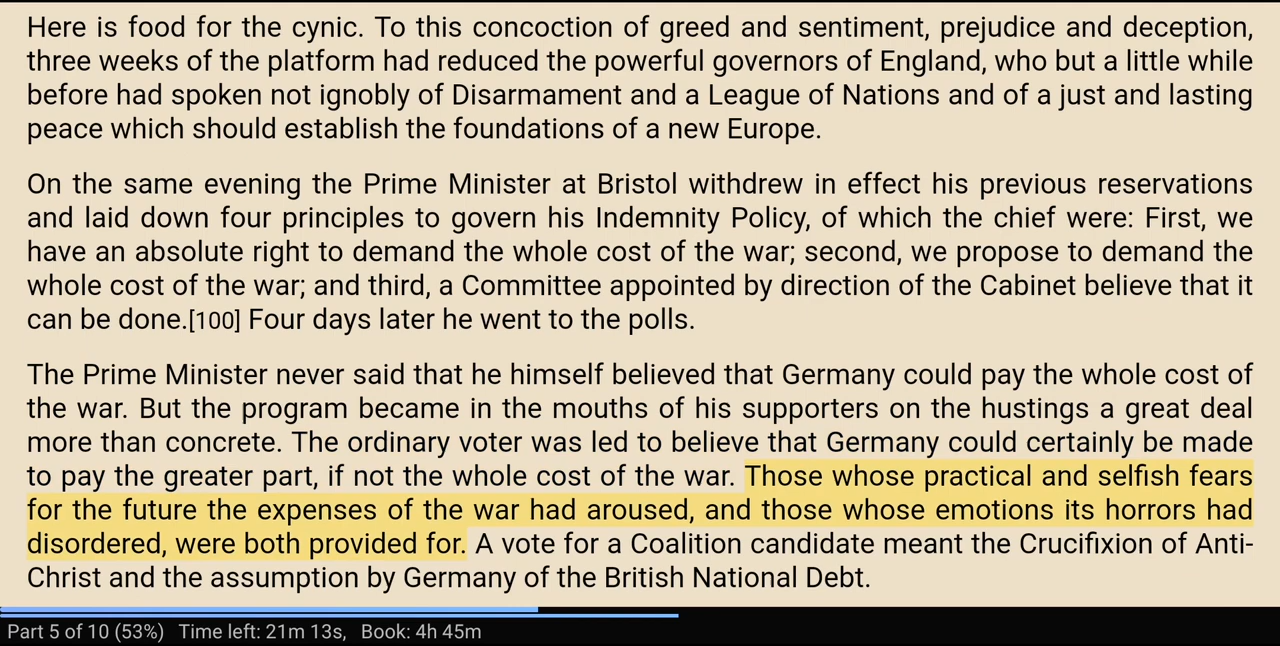 Here is food for the cynic. To this concoction of greed and sentiment, prejudice and deception,
three weeks of the platform had reduced the powerful governors of England, who but a little while
before had spoken not ignobly of Disarmament and a League of Nations and of a just and lasting
peace which should establish the foundations of a new Europe.
On the same evening the Prime Minister at Bristol withdrew in effect his previous reservations
and laid down four principles to govern his Indemnity Policy, of which the chief were: First, we
have an absolute right to demand the whole cost of the war; second, we propose to demand the
whole cost of the war; and third, a Committee appointed by direction of the Cabinet believe that it
can be done.[100] Four days later he went to the polls.
The Prime Minister never said that he himself believed that Germany could pay the whole cost of
the war. But the program became in the mouths of his supporters on the hustings a great deal
more than concrete. The ordinary voter was led to believe that Germany could certainly be made
to pay the greater part, if not the whole cost of the war. Those whose practical and selfish fears
for the future the expenses of the war had aroused, and those whose emotions its horrors had
disordered, were both provided for. A vote for a Coalition candidate meant the Crucifixion of Anti-
Christ and the assumption by Germany of the British National Debt.
Part 5 of 10 (53%) Time left: 21m 13s, Book: 4h 45m